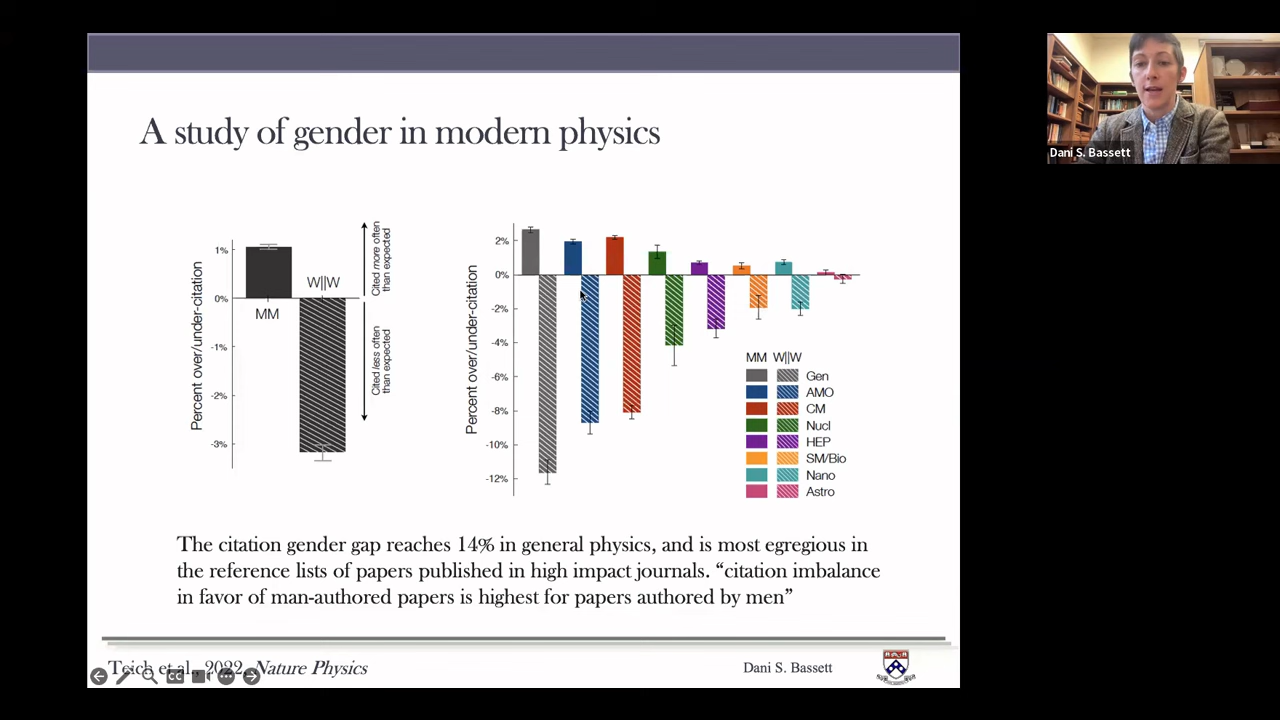 Dani S. Bassett
A study of gender in modern physics
Percent over/under-citation
1%
0%
-1%
-2%
-3%
MM
W||W
Cited more often
than expected
Cited less often
than expected
Percent over/under-citation
2%
0%
-2%
-4%
-6%
-8%
-10%
-12%
MM W||W
Gen
AMO
CM
Nucl
HEP
SM/Bio
Nano
Astro
The citation gender gap reaches 14% in general physics, and is most egregious in
the reference lists of papers published in high impact journals. “citation imbalance
in favor of man-authored papers is highest for papers authored by men”
Teich et al., 2022, Nature Physics
Dani S. Bassett